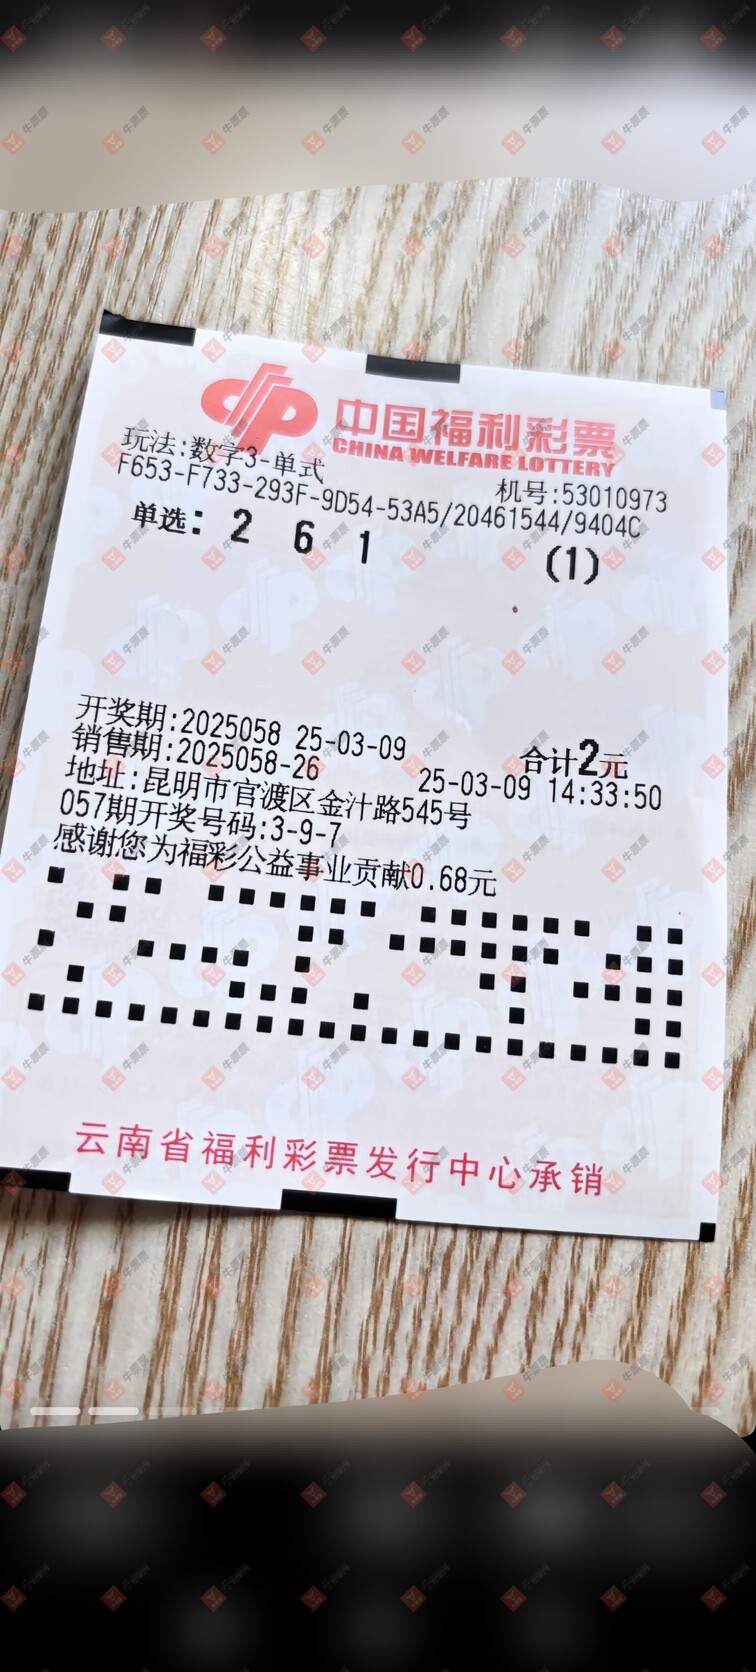 中国福利彩票
CHINA WELFARE LOTTERY
玩法:数字3-单式
机号:53010973
F653-F733-293F-9D54-53A5/20461544/9404C
单选: 2 6 1 (1)
开奖期:2025058 25-03-09 合计2元
销售期:2025058-26 25-03-09 14:33:50
地址:昆明市官渡区金汁路545号
057期开奖号码:3-9-7
感谢您为福彩公益事业贡献0.68元
云南省福利彩票发行中心承销